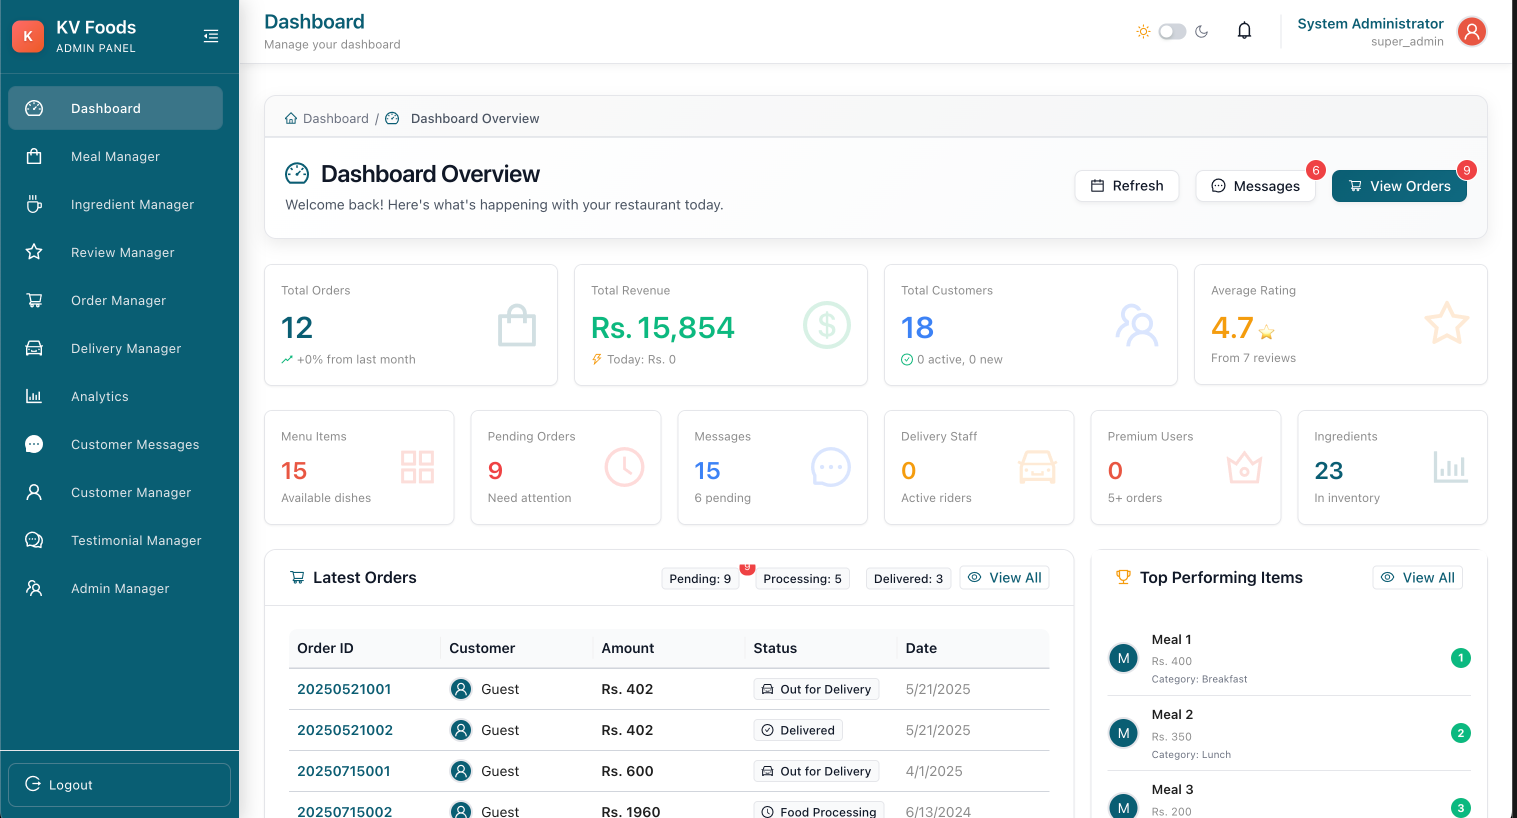 K
KV Foods
ADMIN PANEL
Dashboard
Meal Manager
Ingredient Manager
Review Manager
Order Manager
Delivery Manager
Analytics
Customer Messages
Customer Manager
Testimonial Manager
Admin Manager
Logout
Dashboard
Manage your dashboard
System Administrator
super_admin
Dashboard / Dashboard Overview
Dashboard Overview
Welcome back! Here's what's happening with your restaurant today.
Refresh
Messages 6
View Orders 9
Total Orders
12
+0% from last month
Total Revenue
Rs. 15,854
Today: Rs. 0
Total Customers
18
0 active, 0 new
Average Rating
4.7
From 7 reviews
Menu Items
15
Available dishes
Pending Orders
9
Need attention
Messages
15
6 pending
Delivery Staff
0
Active riders
Premium Users
0
5+ orders
Ingredients
23
In inventory
Latest Orders
Pending: 9 9 Processing: 5 Delivered: 3 View All
Order ID Customer Amount Status Date
20250521001 Guest Rs. 402 Out for Delivery 5/21/2025
20250521002 Guest Rs. 402 Delivered 5/21/2025
20250715001 Guest Rs. 600 Out for Delivery 4/1/2025
20250715002 Guest Rs. 1960 Food Processing 6/13/2024
Top Performing Items View All
M
Meal 1
Rs. 400
Category: Breakfast
1
M
Meal 2
Rs. 350
Category: Lunch
2
M
Meal 3
Rs. 200
3